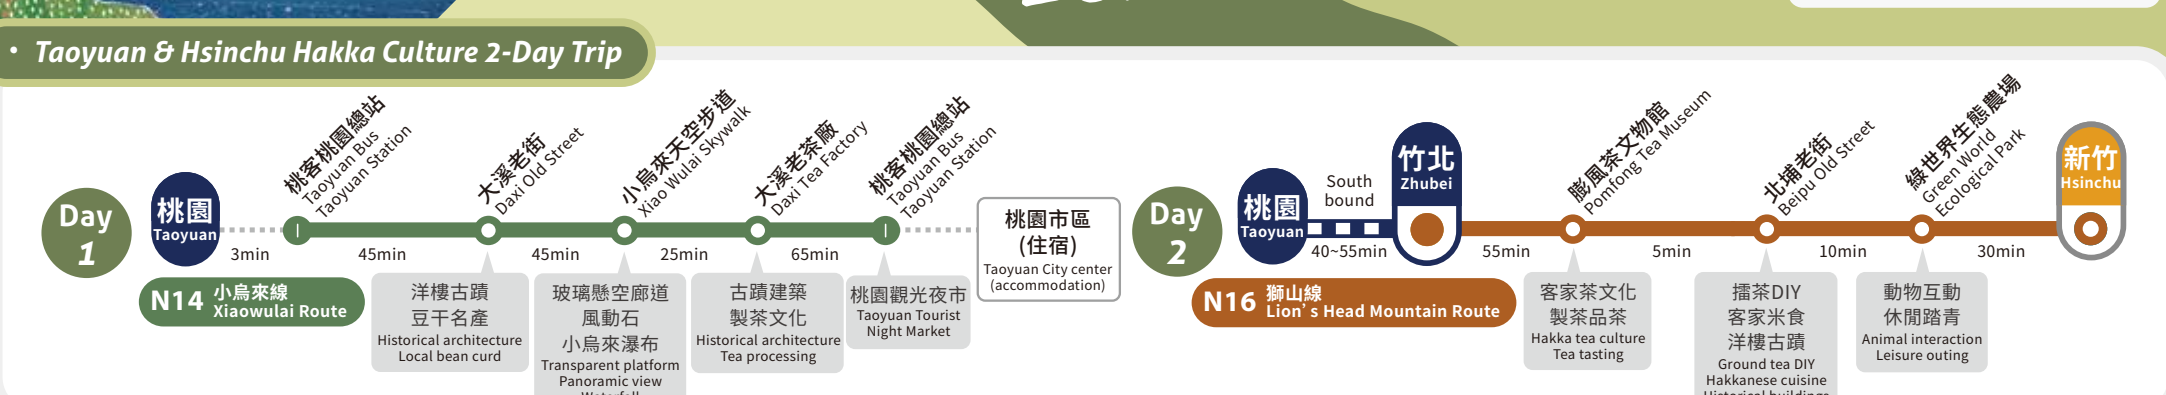 • Taoyuan & Hsinchu Hakka Culture 2-Day Trip
Day
1
桃園
Taoyuan
3min
桃客桃園總站
Taoyuan Bus
Taoyuan Station
45min
大溪老街
Daxi Old Street
45min
小烏來天空步道
Xiao Wulai Skywalk
25min
大溪老茶廠
Daxi Tea Factory
65min
桃客桃園總站
Taoyuan Bus
Taoyuan Station
桃園市區
(住宿)
Taoyuan City center
(accommodation)
N14 小烏來線
Xiaowulai Route
洋樓古蹟
豆干名產
Historical architecture
Local bean curd
玻璃懸空廊道
風動石
小烏來瀑布
Transparent platform
Panoramic view
Waterfall
古蹟建築
製茶文化
Historical architecture
Tea processing
桃園觀光夜市
Taoyuan Tourist
Night Market
Day
2
桃園
Taoyuan
South
bound
40~55min
竹北
Zhubei
55min
膨風茶文物館
Pomfong Tea Museum
5min
北埔老街
Beipu Old Street
10min
綠世界生態農場
Green World
Ecological Park
30min
新竹
Hsinchu
N16 獅山線
Lion's Head Mountain Route
客家茶文化
製茶品茶
Hakka tea culture
Tea tasting
擂茶DIY
客家米食
洋樓古蹟
Ground tea DIY
Hakkanese cuisine
Historical buildings
動物互動
休閒踏青
Animal interaction
Leisure outing